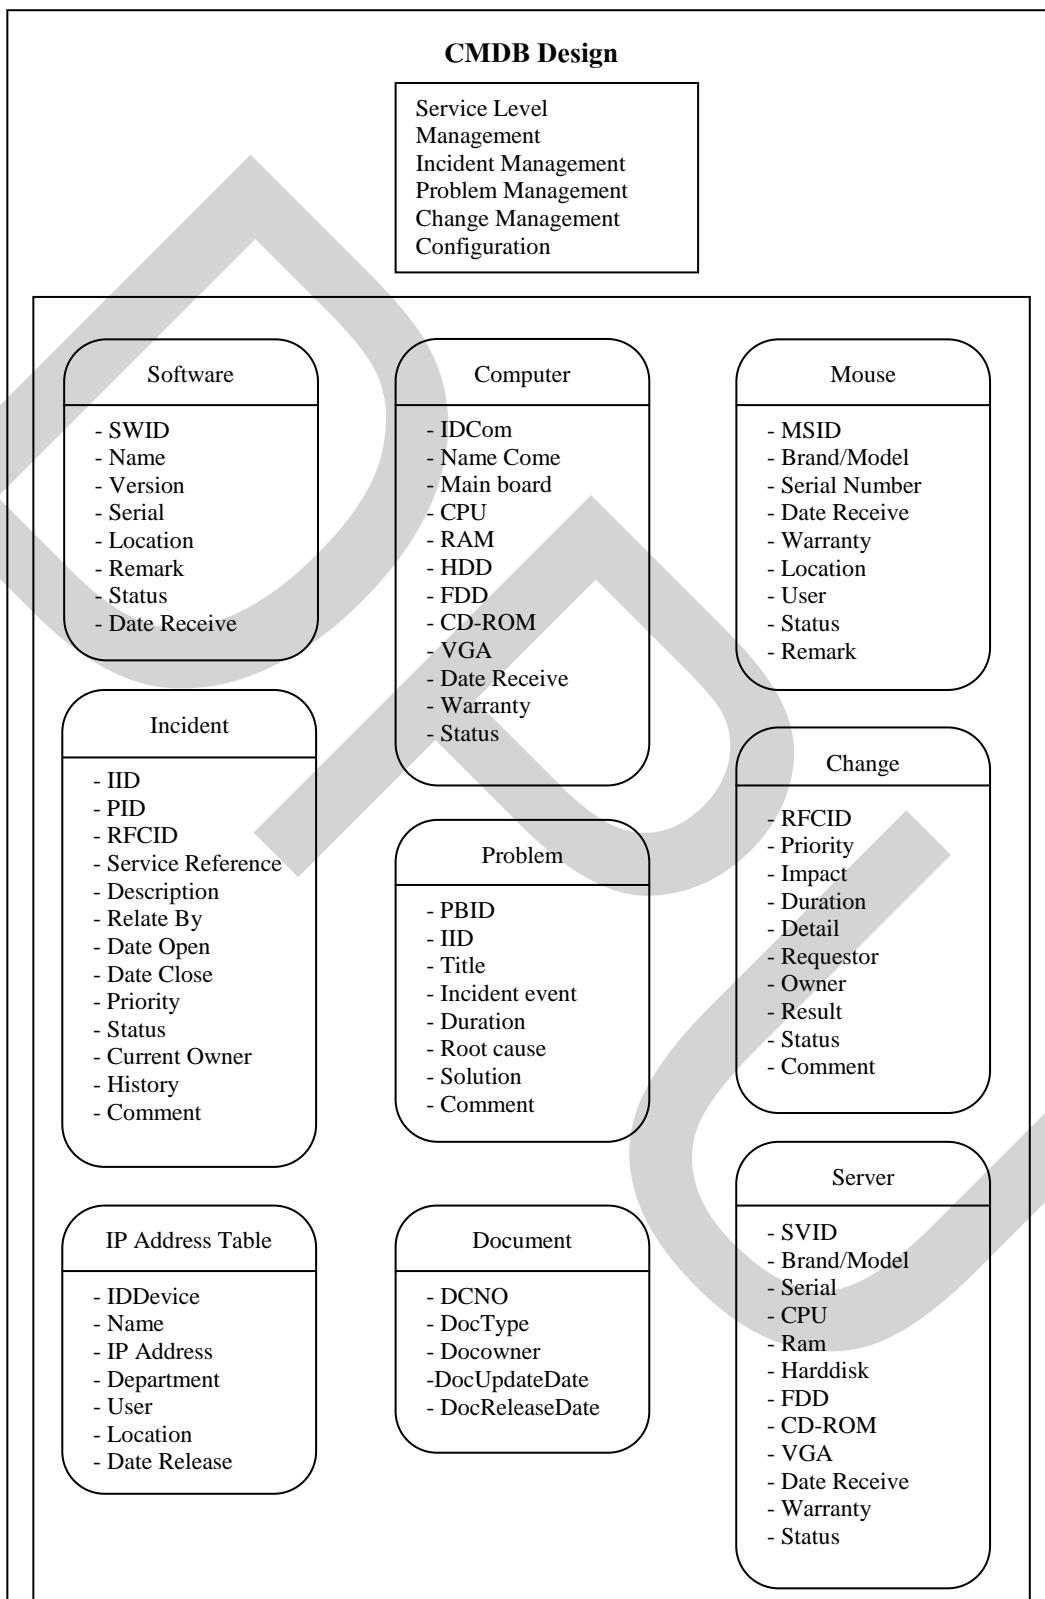 CMDB Design
Service Level
Management
Incident Management
Problem Management
Change Management
Configuration
Software
- SWID
- Name
- Version
- Serial
- Location
- Remark
- Status
- Date Receive
Computer
- IDCom
- Name Come
- Main board
- CPU
- RAM
- HDD
- FDD
- CD-ROM
- VGA
- Date Receive
- Warranty
- Status
Mouse
- MSID
- Brand/Model
- Serial Number
- Date Receive
- Warranty
- Location
- User
- Status
- Remark
Incident
- IID
- PID
- RFCID
- Service Reference
- Description
- Relate By
- Date Open
- Date Close
- Priority
- Status
- Current Owner
- History
- Comment
Problem
- PBID
- IID
- Title
- Incident event
- Duration
- Root cause
- Solution
- Comment
Change
- RFCID
- Priority
- Impact
- Duration
- Detail
- Requestor
- Owner
- Result
- Status
- Comment
IP Address Table
- IDDevice
- Name
- IP Address
- Department
- User
- Location
- Date Release
Document
- DCNO
- DocType
- Docowner
-DocUpdateDate
- DocReleaseDate
Server
- SVID
- Brand/Model
- Serial
- CPU
- Ram
- Harddisk
- FDD
- CD-ROM
- VGA
- Date Receive
- Warranty
- Status
DPU